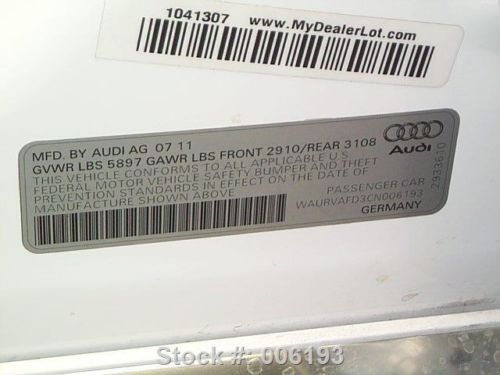 www.
1041307 MyDealerLot.com
MFD. BY AUDI AG 07 11
GVWR LBS 5897 GAWR LBS FRONT 2910/REAR 3108
THIS VEHICLE CONFORMS TO ALL APPLICABLE U S
FEDERAL MOTOR VEHICLE SAFETY BUMPER AND THEFT
PREVENTION STANDARDS IN EFFECT ON THE DATE OF
MANUFACTURE SHOWN ABOVE
PASSENGER CAR
WAURVAFD3CN006193
GERMANY
Audi
2933610
Stock #: 006193